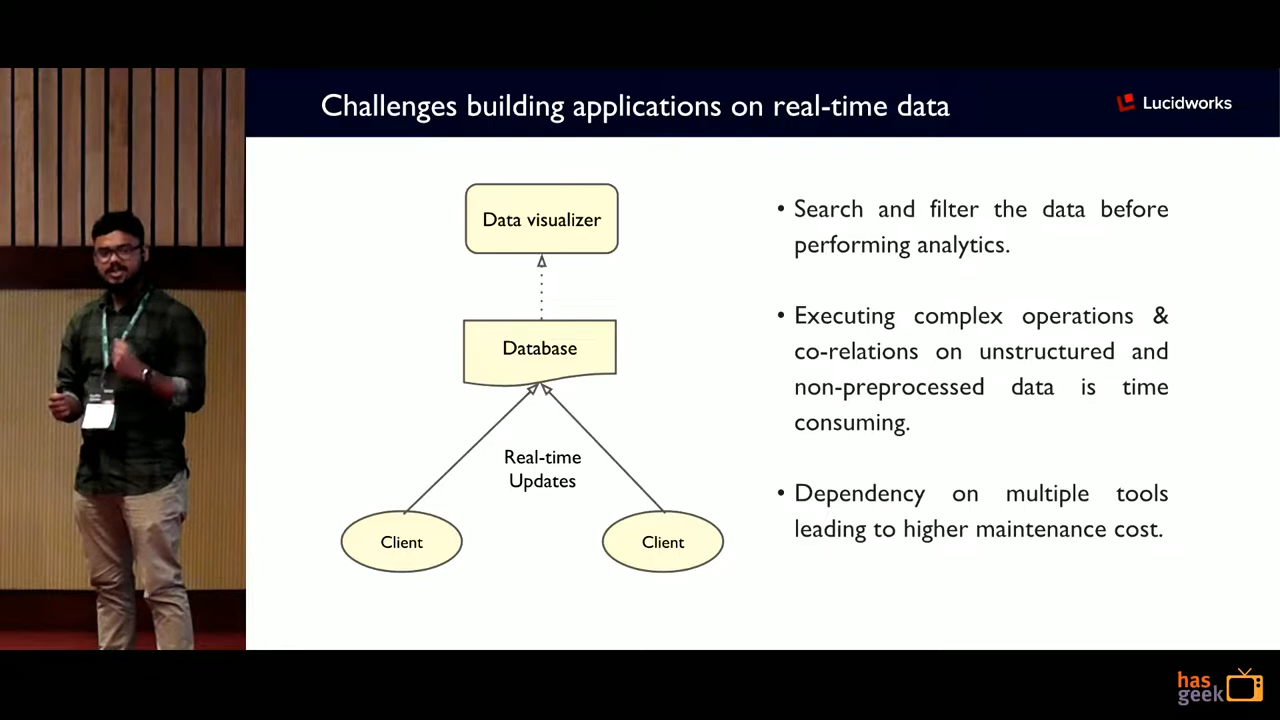 Challenges building applications on real-time data
Lucidworks
Data visualizer
Database
Real-time
Updates
Client
Client
• Search and filter the data before
performing analytics.
• Executing complex operations &
co-relations on unstructured and
non-preprocessed data is time
consuming.
• Dependency on multiple tools
leading to higher maintenance cost.
has
geek